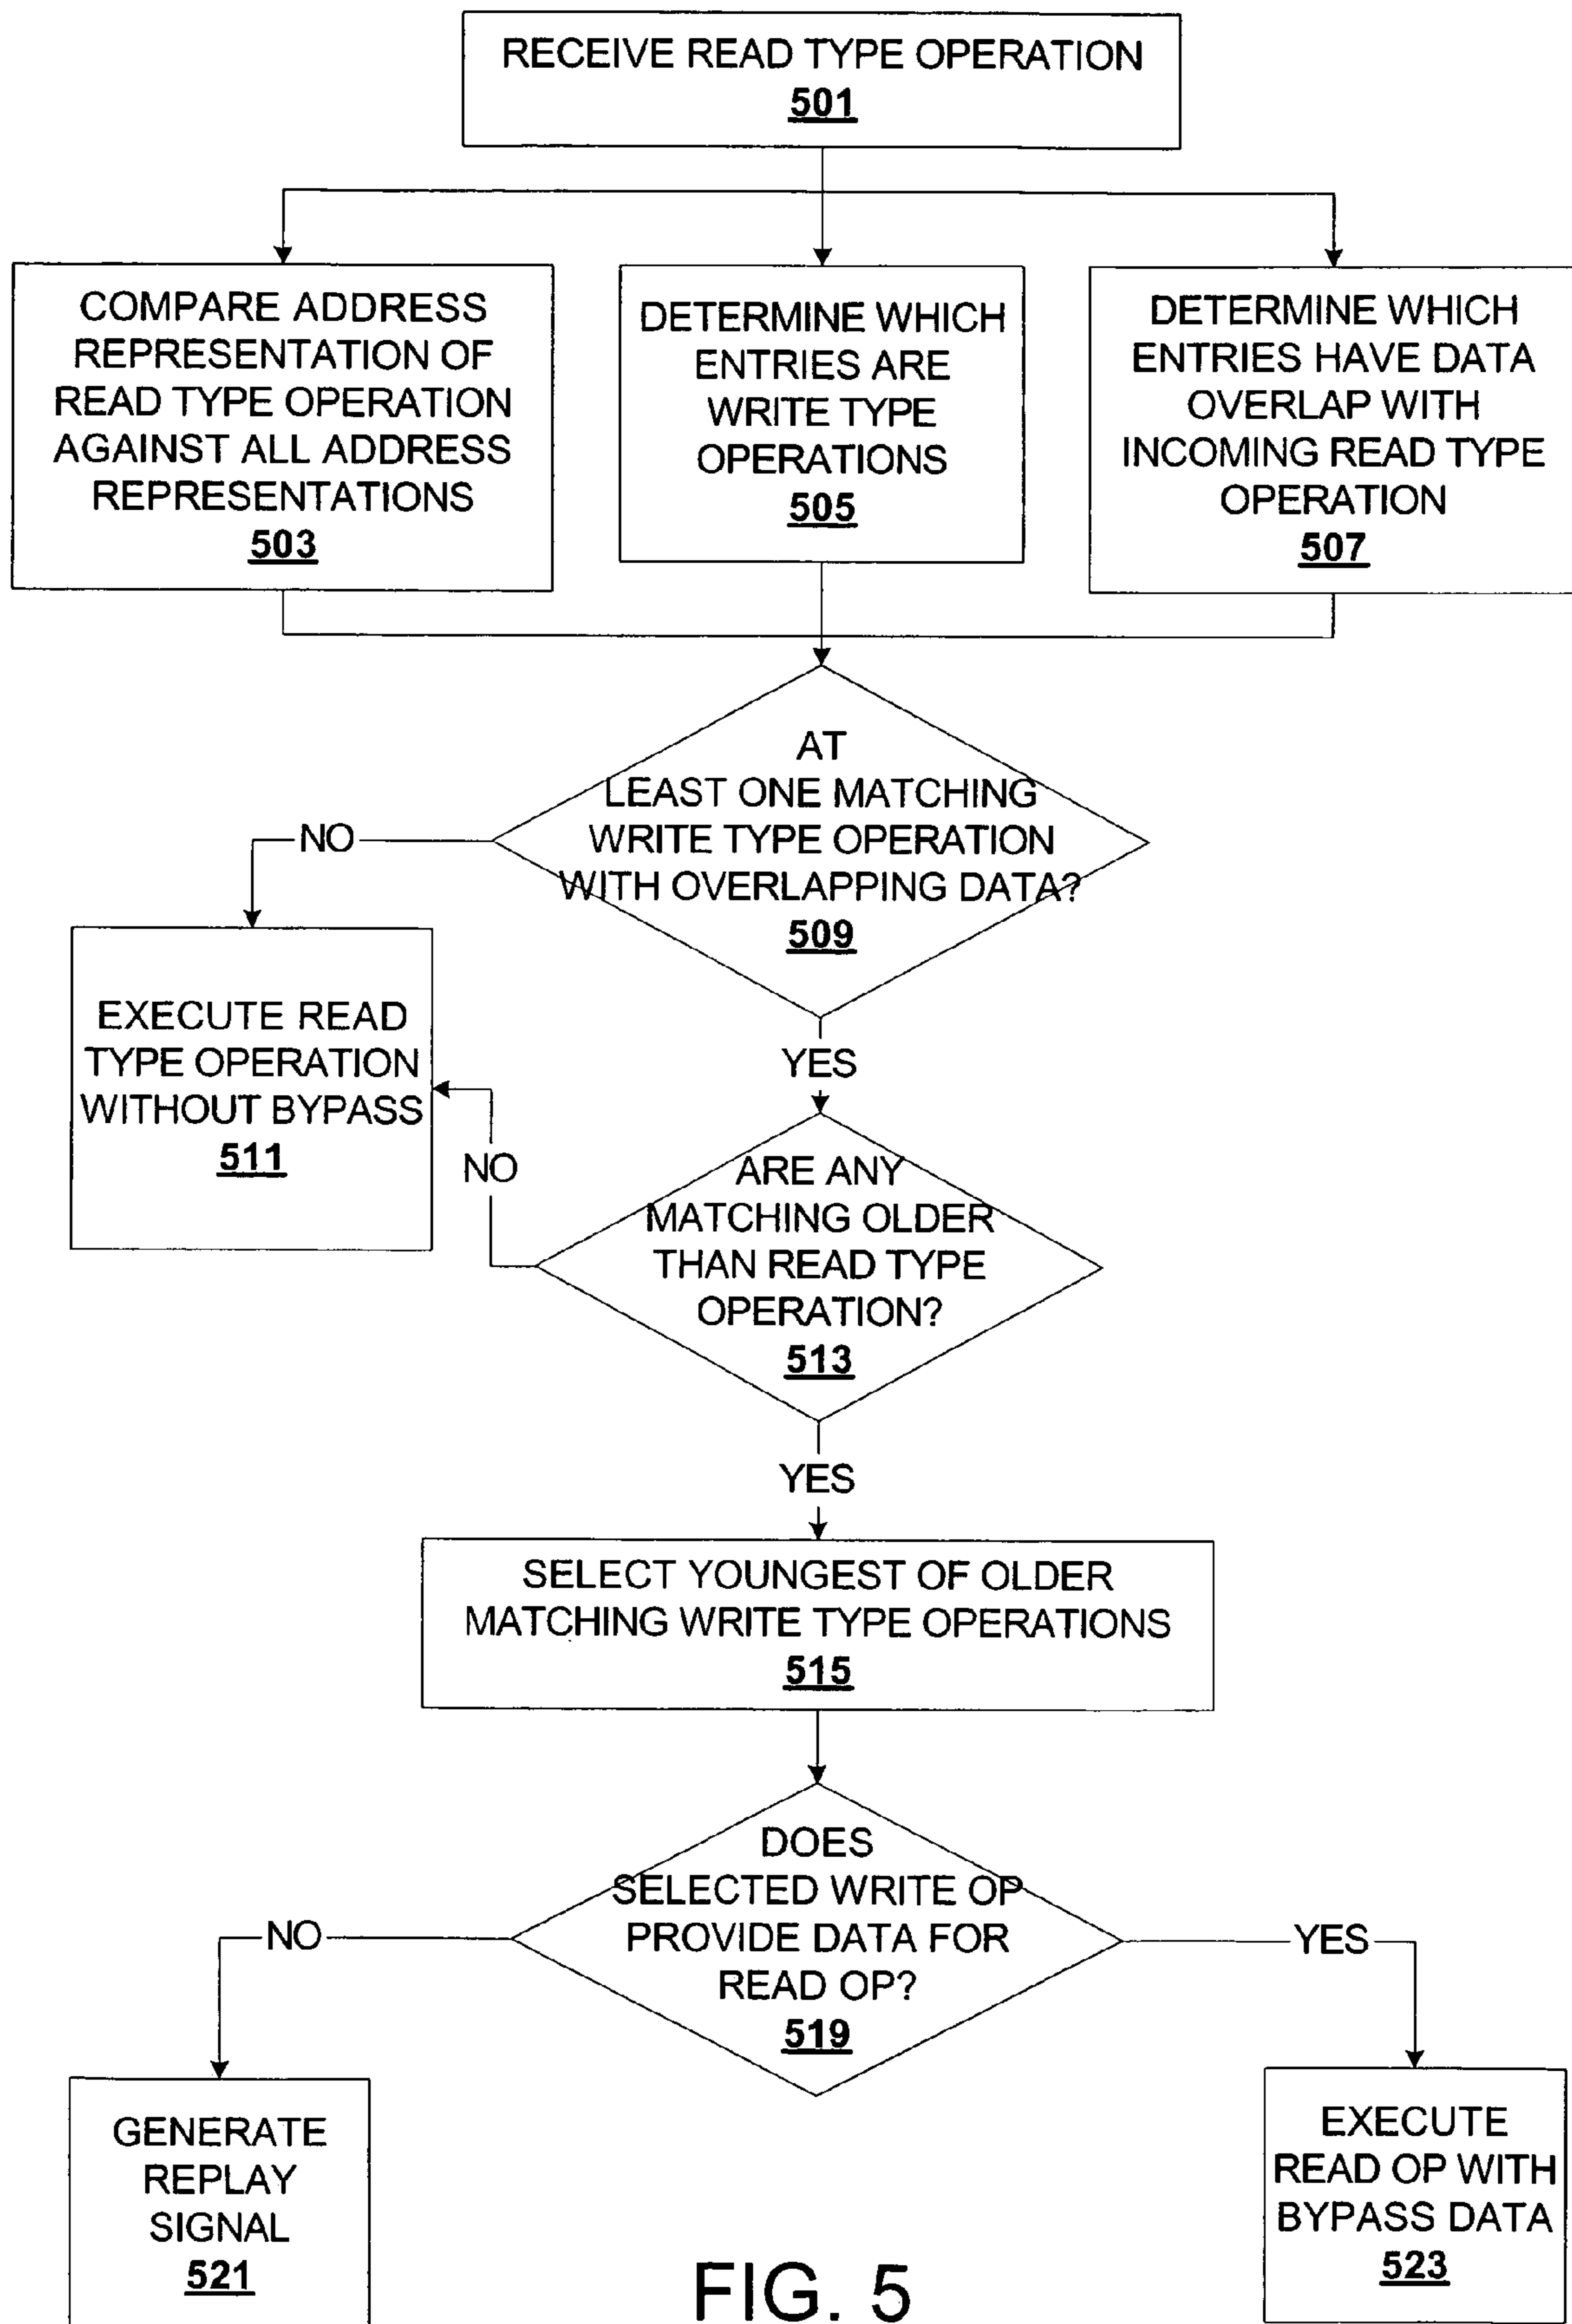 RECEIVE READ TYPE OPERATION
501
COMPARE ADDRESS
REPRESENTATION OF
READ TYPE OPERATION
AGAINST ALL ADDRESS
REPRESENTATIONS
503
DETERMINE WHICH
ENTRIES ARE
WRITE TYPE
OPERATIONS
505
DETERMINE WHICH
ENTRIES HAVE DATA
OVERLAP WITH
INCOMING READ TYPE
OPERATION
507
AT
LEAST ONE MATCHING
WRITE TYPE OPERATION
WITH OVERLAPPING DATA?
509
NO
EXECUTE READ
TYPE OPERATION
WITHOUT BYPASS
511
YES
NO
ARE ANY
MATCHING OLDER
THAN READ TYPE
OPERATION?
513
YES
SELECT YOUNGEST OF OLDER
MATCHING WRITE TYPE OPERATIONS
515
DOES
SELECTED WRITE OP
PROVIDE DATA FOR
READ OP?
519
NO
YES
GENERATE
REPLAY
SIGNAL
521
EXECUTE
READ OP WITH
BYPASS DATA
523
FIG. 5